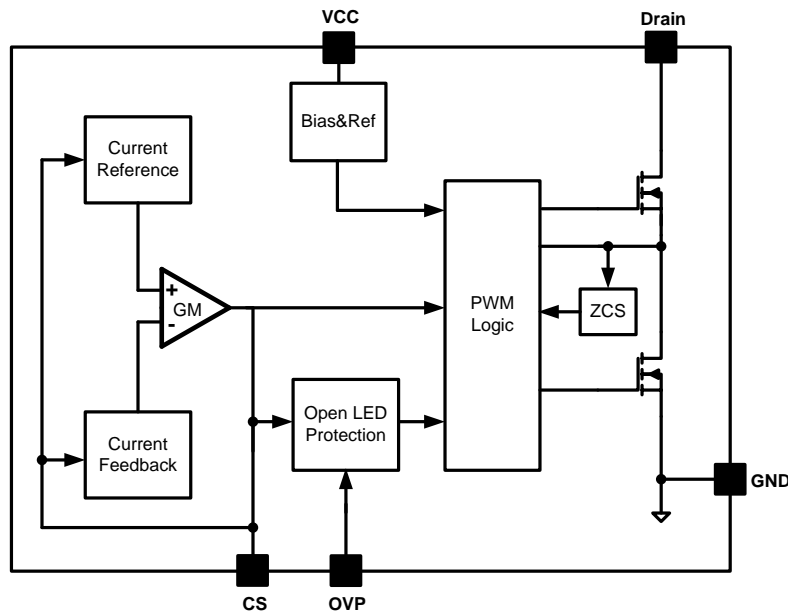 VCC
Drain
Bias&Ref
Current
Reference
+
GM
-
PWM
Logic
ZCS
Open LED
Protection
Current
Feedback
GND
CS
OVP